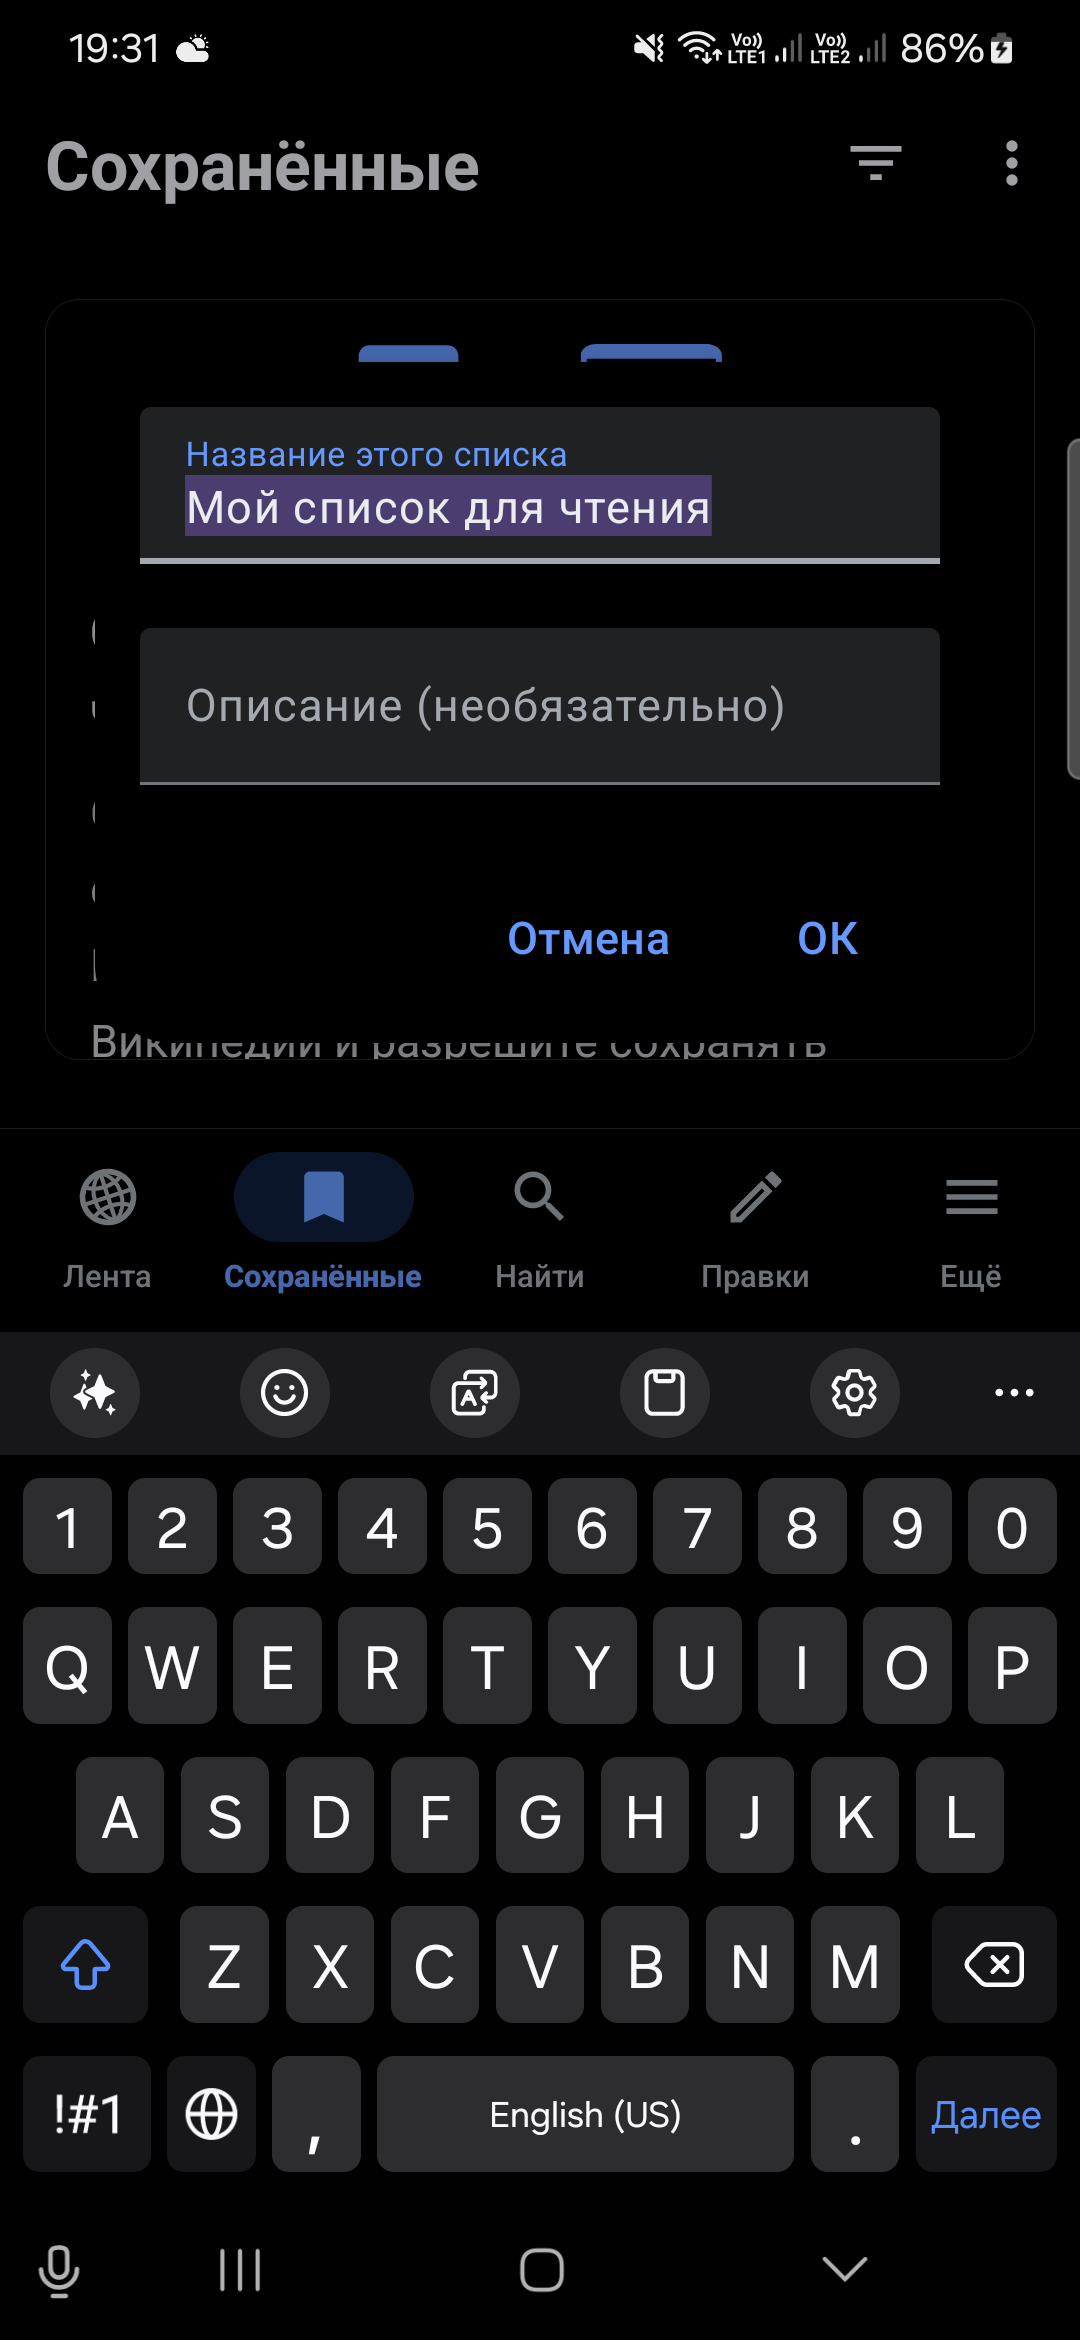 19:31
Vo)) LTE1 Vo)) LTE2 86%
Сохранённые
Название этого списка
Мой список для чтения
Описание (необязательно)
Отмена ОК
Википедии и разрешите сохранять
Лента Сохранённые Найти Правки Ещё
1 2 3 4 5 6 7 8 9 0
Q W E R T Y U I O P
A S D F G H J K L
Z X C V B N M
!#1 , English (US) . Далее